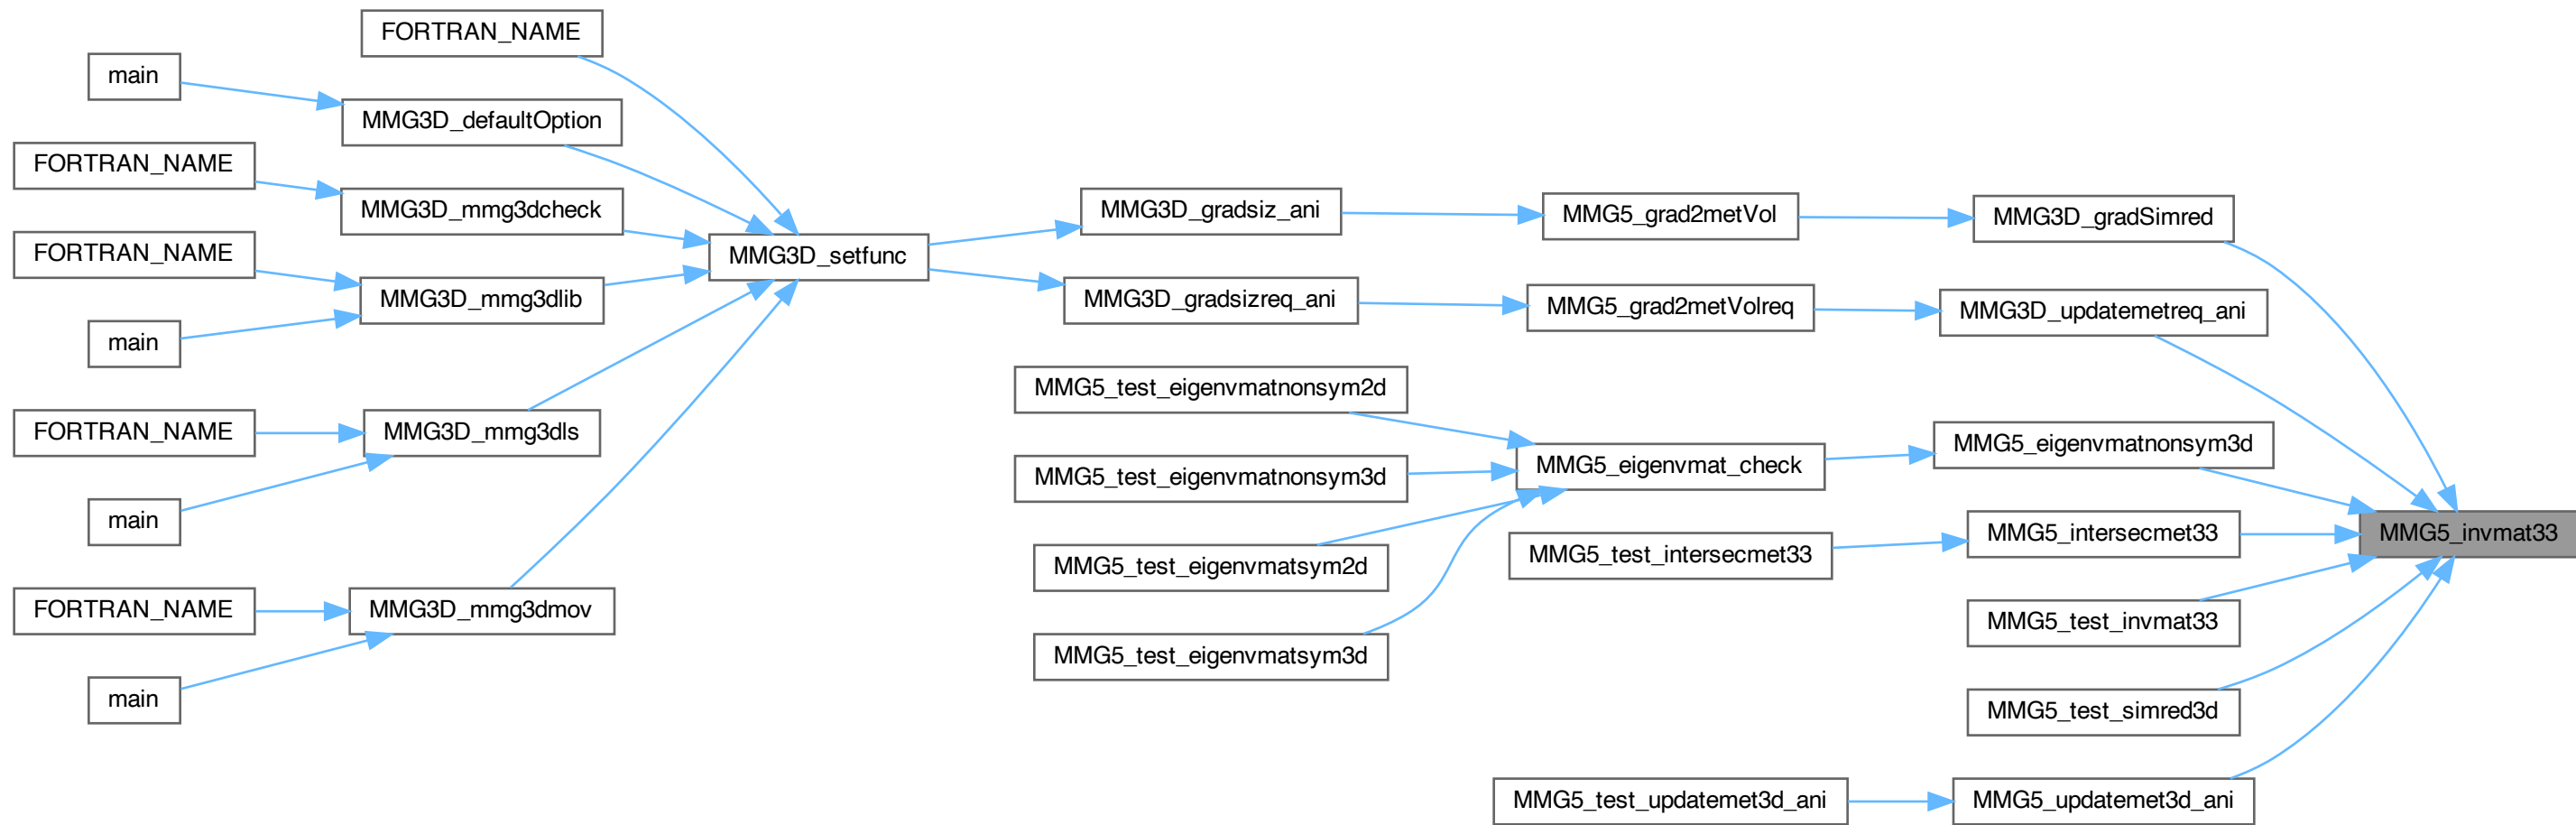 FORTRAN_NAME
main
MMG3D_defaultOption
FORTRAN_NAME
MMG3D_mmg3dcheck
FORTRAN_NAME
MMG3D_mmg3dlib
main
FORTRAN_NAME
MMG3D_mmg3dls
main
FORTRAN_NAME
MMG3D_mmg3dmov
main
MMG3D_setfunc
MMG3D_gradsiz_ani
MMG3D_gradsizreq_ani
MMG5_test_eigenvmatnonsym2d
MMG5_test_eigenvmatnonsym3d
MMG5_test_eigenvmatsym2d
MMG5_test_eigenvmatsym3d
MMG5_grad2metVol
MMG5_grad2metVolreq
MMG5_eigenvmat_check
MMG5_test_intersecmet33
MMG5_test_updatemet3d_ani
MMG3D_gradSimred
MMG3D_updatemetreq_ani
MMG5_eigenvmatnonsym3d
MMG5_intersecmet33
MMG5_test_invmat33
MMG5_test_simred3d
MMG5_updatemet3d_ani
MMG5_invmat33